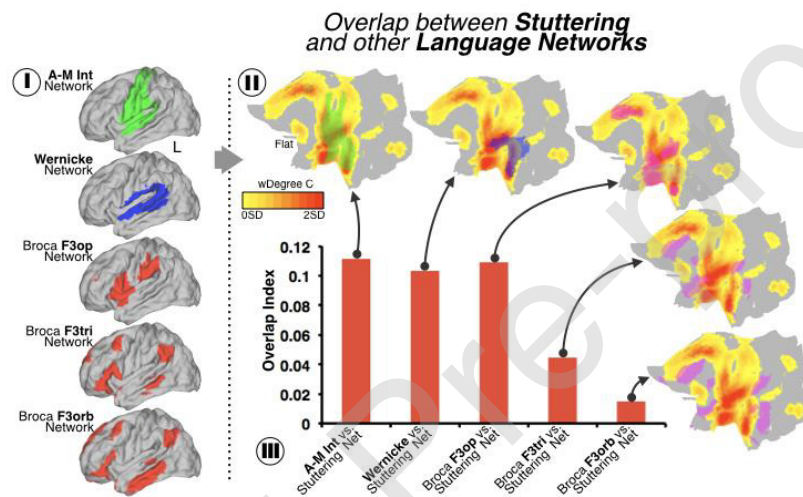 Overlap between Stuttering
and other Language Networks
I
A-M Int
Network
L
Wernicke
Network
Broca F3op
Network
Broca F3tri
Network
Broca F3orb
Network
II
Flat
wDegree C
0SD
2SD
III
Overlap Index
0.12
0.1
0.08
0.06
0.04
0.02
0
A-M Int vs.
Stuttering Net
Wernicke vs.
Stuttering Net
Broca F3op vs.
Stuttering Net
Broca F3tri vs.
Stuttering Net
Broca F3orb vs.
Stuttering Net
Pre-pro